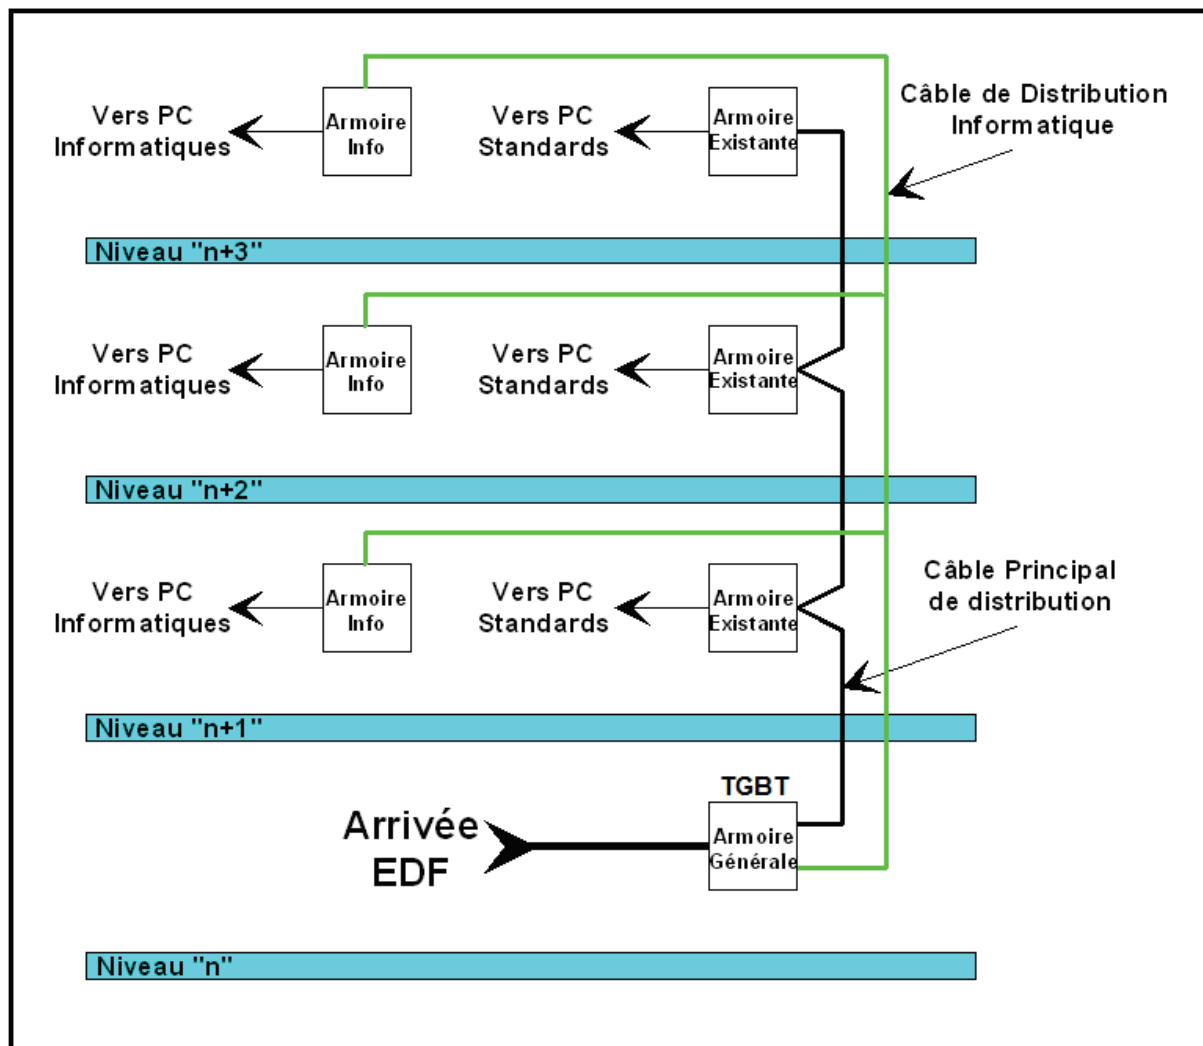 Câble de Distribution
Informatique
Vers PC
Informatiques
Armoire
Info
Vers PC
Standards
Armoire
Existante
Niveau "n+3"
Vers PC
Informatiques
Armoire
Info
Vers PC
Standards
Armoire
Existante
Niveau "n+2"
Vers PC
Informatiques
Armoire
Info
Vers PC
Standards
Armoire
Existante
Câble Principal
de distribution
Niveau "n+1"
TGBT
Arrivée
EDF
Armoire
Générale
Niveau "n"